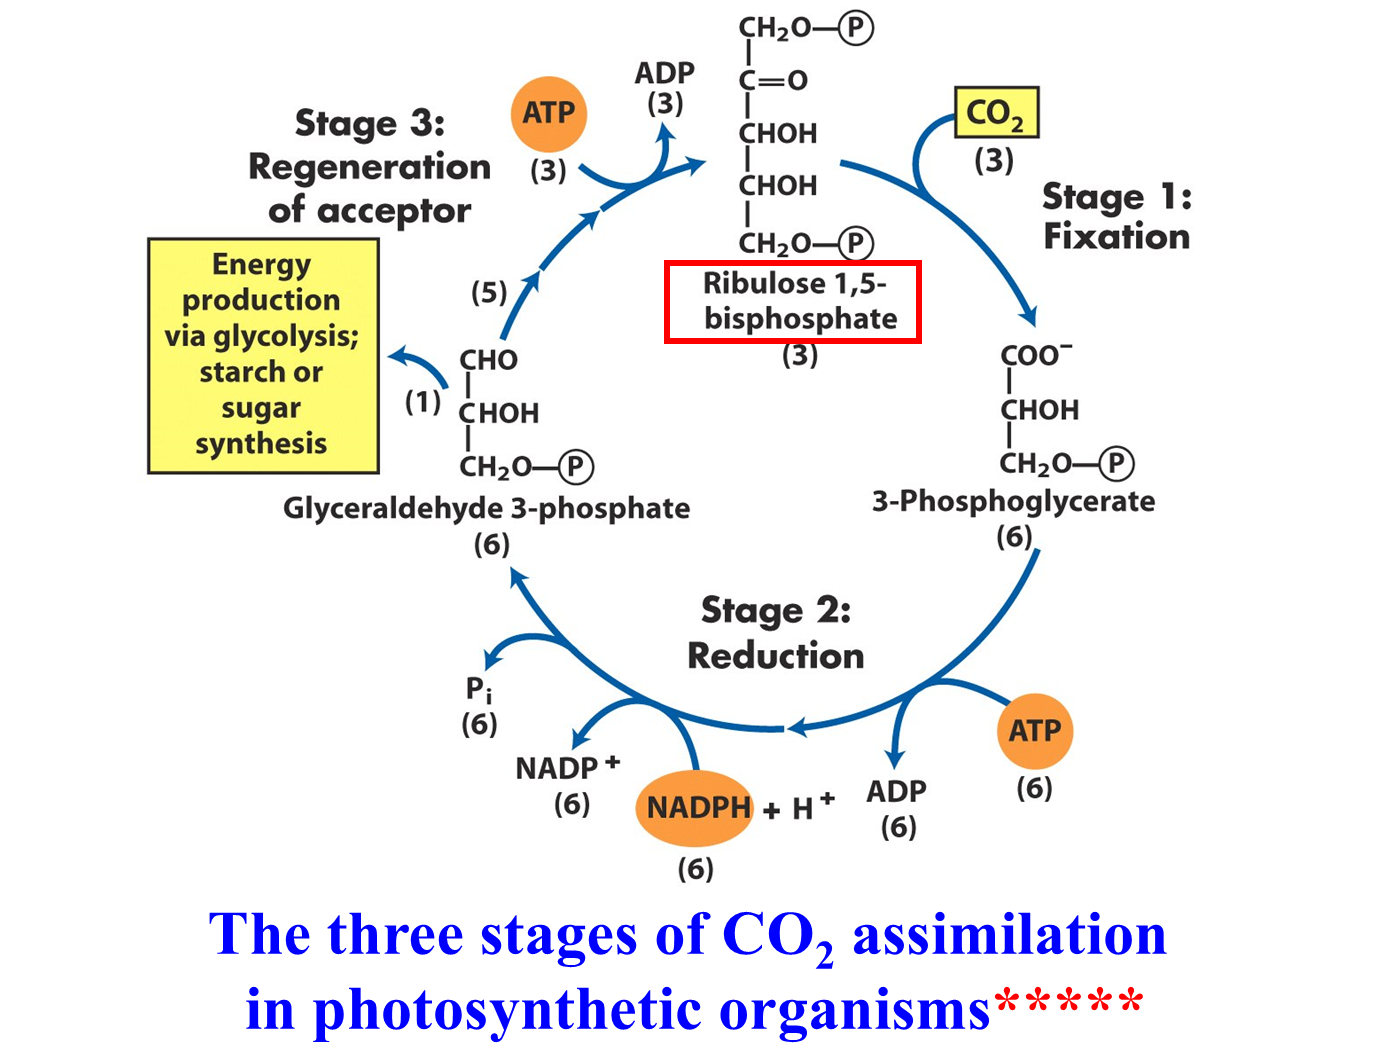 CH₂O—P
C=O
CHOH
CHOH
CH₂O—P
Ribulose 1,5-
bisphosphate
(3)
CO₂
(3)
Stage 1:
Fixation
COO⁻
CHOH
CH₂O—P
3-Phosphoglycerate
(6)
ATP
(6)
ADP
(6)
Stage 2:
Reduction
NADPH + H⁺
(6)
NADP⁺
(6)
Pᵢ
(6)
CHO
CHOH
CH₂O—P
Glyceraldehyde 3-phosphate
(6)
(1)
Energy
production
via glycolysis;
starch or
sugar
synthesis
(5)
Stage 3:
Regeneration
of acceptor
ATP
(3)
ADP
(3)
The three stages of CO₂ assimilation
in photosynthetic organisms*****